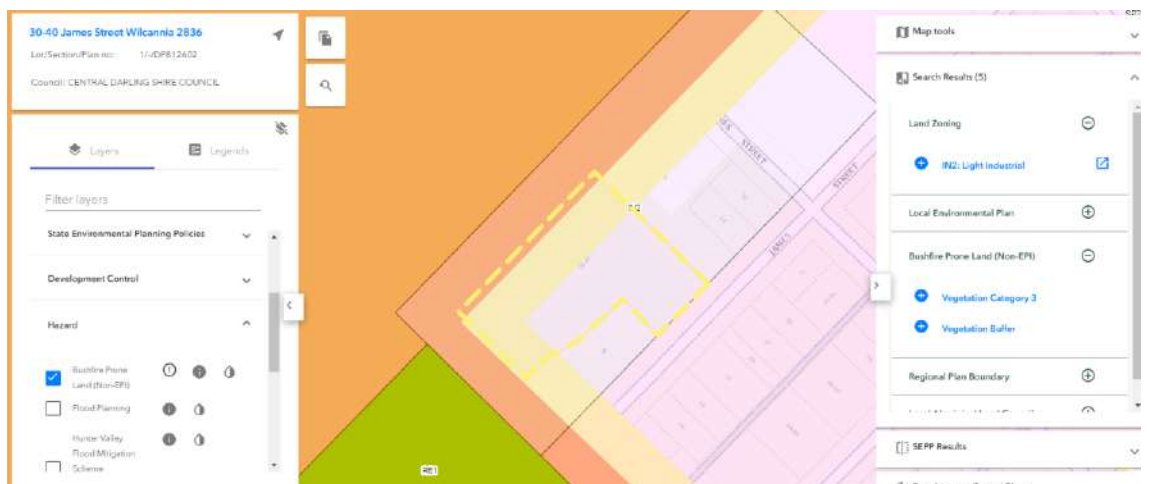 30-40 James Street Wilcannia 2836
Lot/Section/Plan no: 1/-/DP812602
Council: CENTRAL DARLING SHIRE COUNCIL
Layers
Legends
Filter layers
State Environmental Planning Policies
Development Control
Hazard
Bushfire Prone
Land (Non-EPI)
Flood Planning
Hunter Valley
Flood Mitigation
Scheme
STREET
STREET
JAMES
IN2
RE1
Map tools
Search Results (5)
Land Zoning
IN2: Light Industrial
Local Environmental Plan
Bushfire Prone Land (Non-EPI)
Vegetation Category 3
Vegetation Buffer
Regional Plan Boundary
SEPP Results